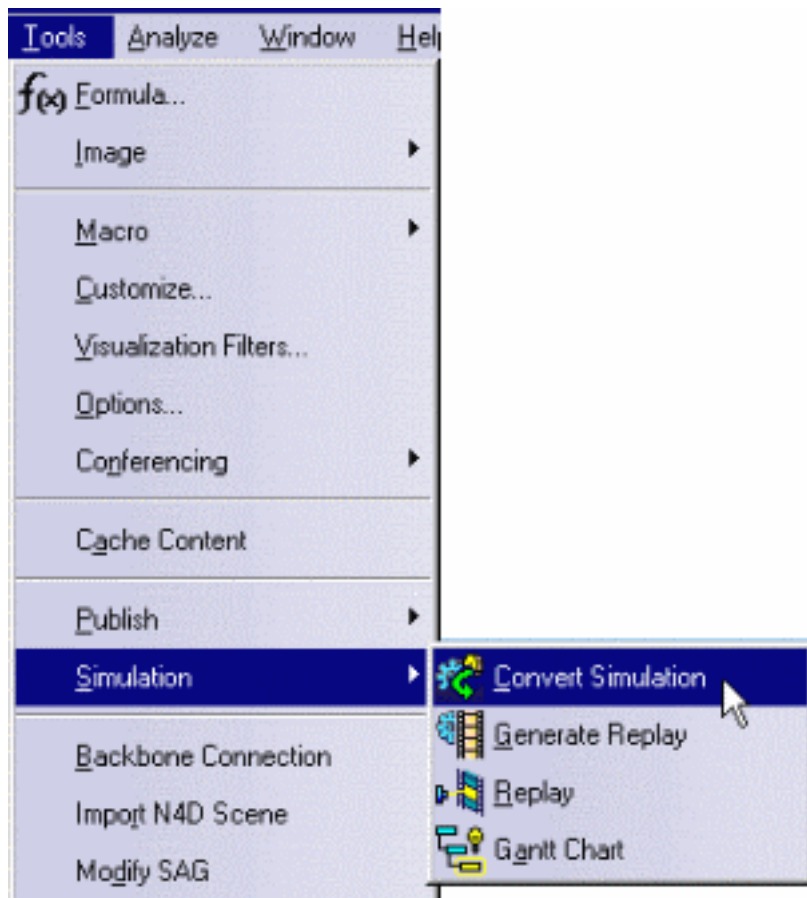 Tools Analyze Window Hel
f(x) Formula...
Image
Macro
Customize...
Visualization Filters...
Options...
Conferencing
Cache Content
Publish
Simulation
Convert Simulation
Generate Replay
Replay
Gantt Chart
Backbone Connection
Import N4D Scene
Modify SAG